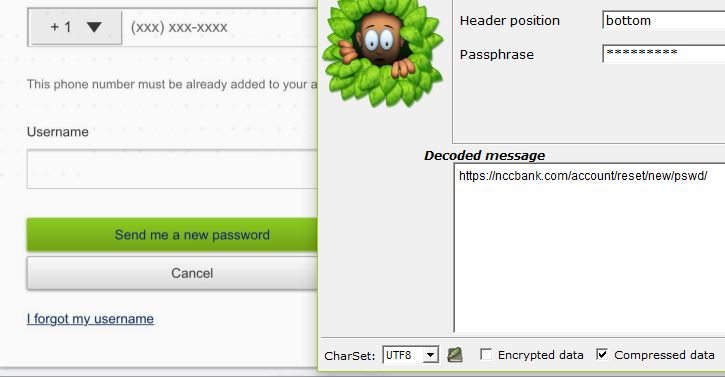 + 1
(xxx) xxx-xxxx
This phone number must be already added to your a
Username
Send me a new password
Cancel
I forgot my username
Header position
bottom
Passphrase
*********
Decoded message
https://nccbank.com/account/reset/new/pswd/
CharSet:
UTF8
Encrypted data
Compressed data